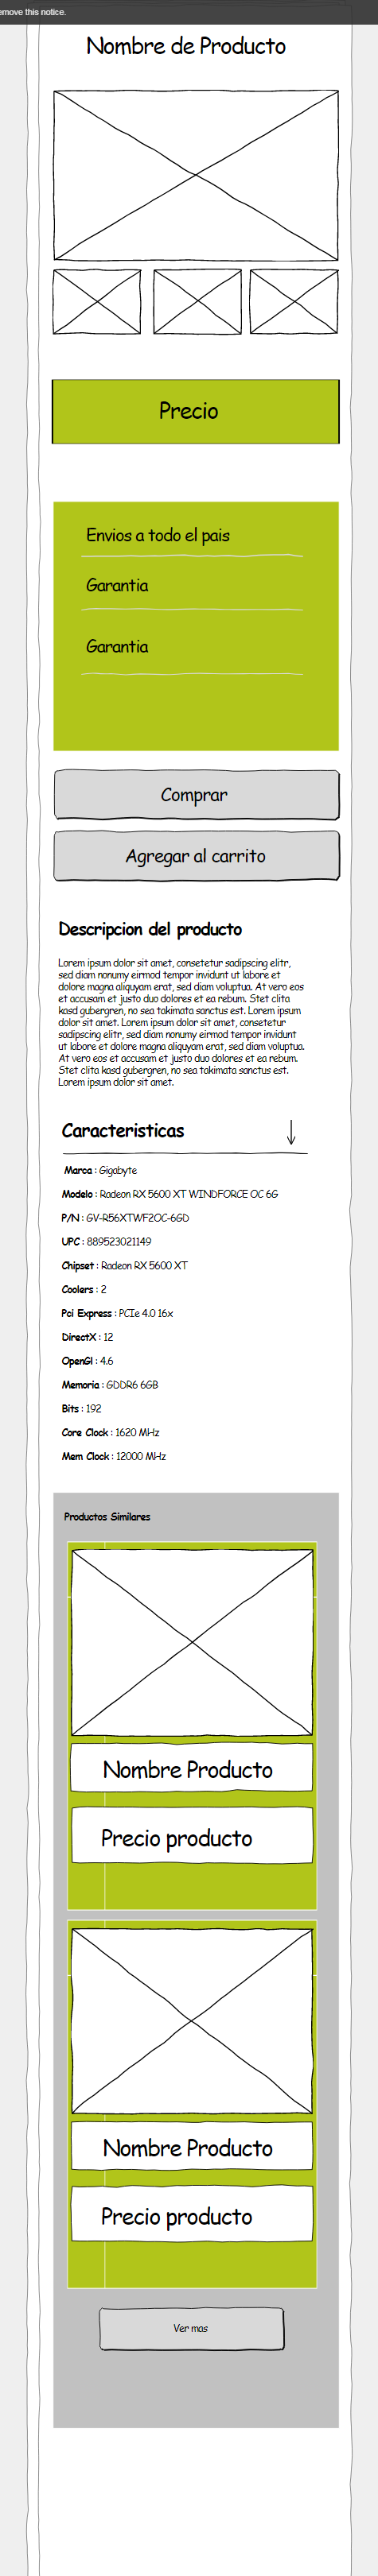 emove this notice.
Nombre de Producto
Precio
Envios a todo el pais
Garantia
Garantia
Comprar
Agregar al carrito
Descripcion del producto
Lorem ipsum dolor sit amet, consetetur sadipscing elitr,
sed diam nonumy eirmod tempor invidunt ut labore et
dolore magna aliquyam erat, sed diam voluptua. At vero eos
et accusam et justo duo dolores et ea rebum. Stet clita
kasd gubergren, no sea takimata sanctus est. Lorem ipsum
dolor sit amet. Lorem ipsum dolor sit amet, consetetur
sadipscing elitr, sed diam nonumy eirmod tempor invidunt
ut labore et dolore magna aliquyam erat, sed diam voluptua.
At vero eos et accusam et justo duo dolores et ea rebum.
Stet clita kasd gubergren, no sea takimata sanctus est.
Lorem ipsum dolor sit amet.
Caracteristicas
Marca : Gigabyte
Modelo : Radeon RX 5600 XT WINDFORCE OC 6G
P/N : GV-R56XTWF2OC-6GD
UPC : 889523021149
Chipset : Radeon RX 5600 XT
Coolers : 2
Pci Express : PCIe 4.0 16x
DirectX : 12
OpenGl : 4.6
Memoria : GDDR6 6GB
Bits : 192
Core Clock : 1620 MHz
Mem Clock : 12000 MHz
Productos Similares
Nombre Producto
Precio producto
Nombre Producto
Precio producto
Ver mas